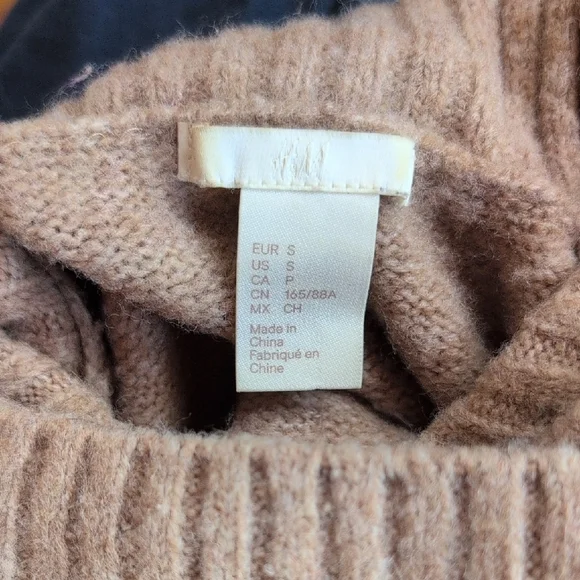 H&M
EUR S
US S
CA P
CN 165/88A
MX CH
Made in
China
Fabriqué en
Chine